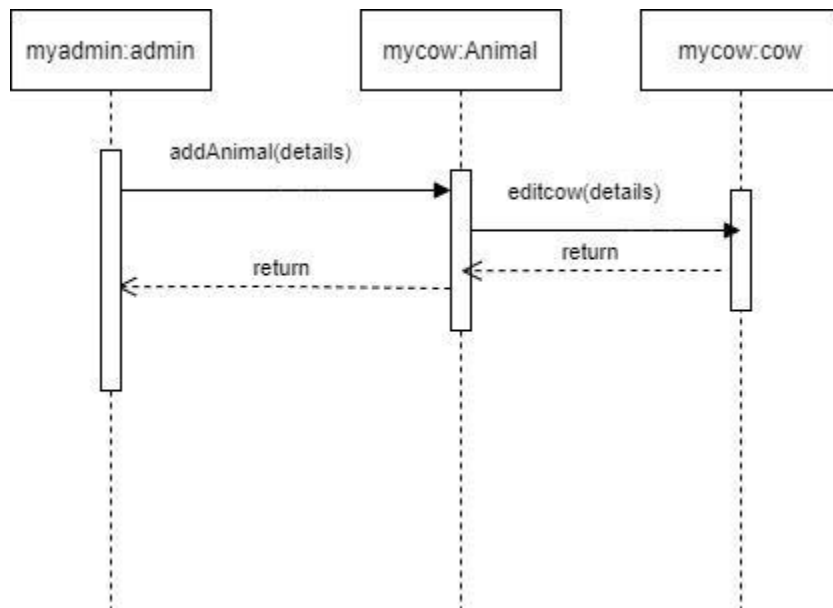 myadmin:admin
mycow:Animal
mycow:cow
addAnimal(details)
editcow(details)
return
return